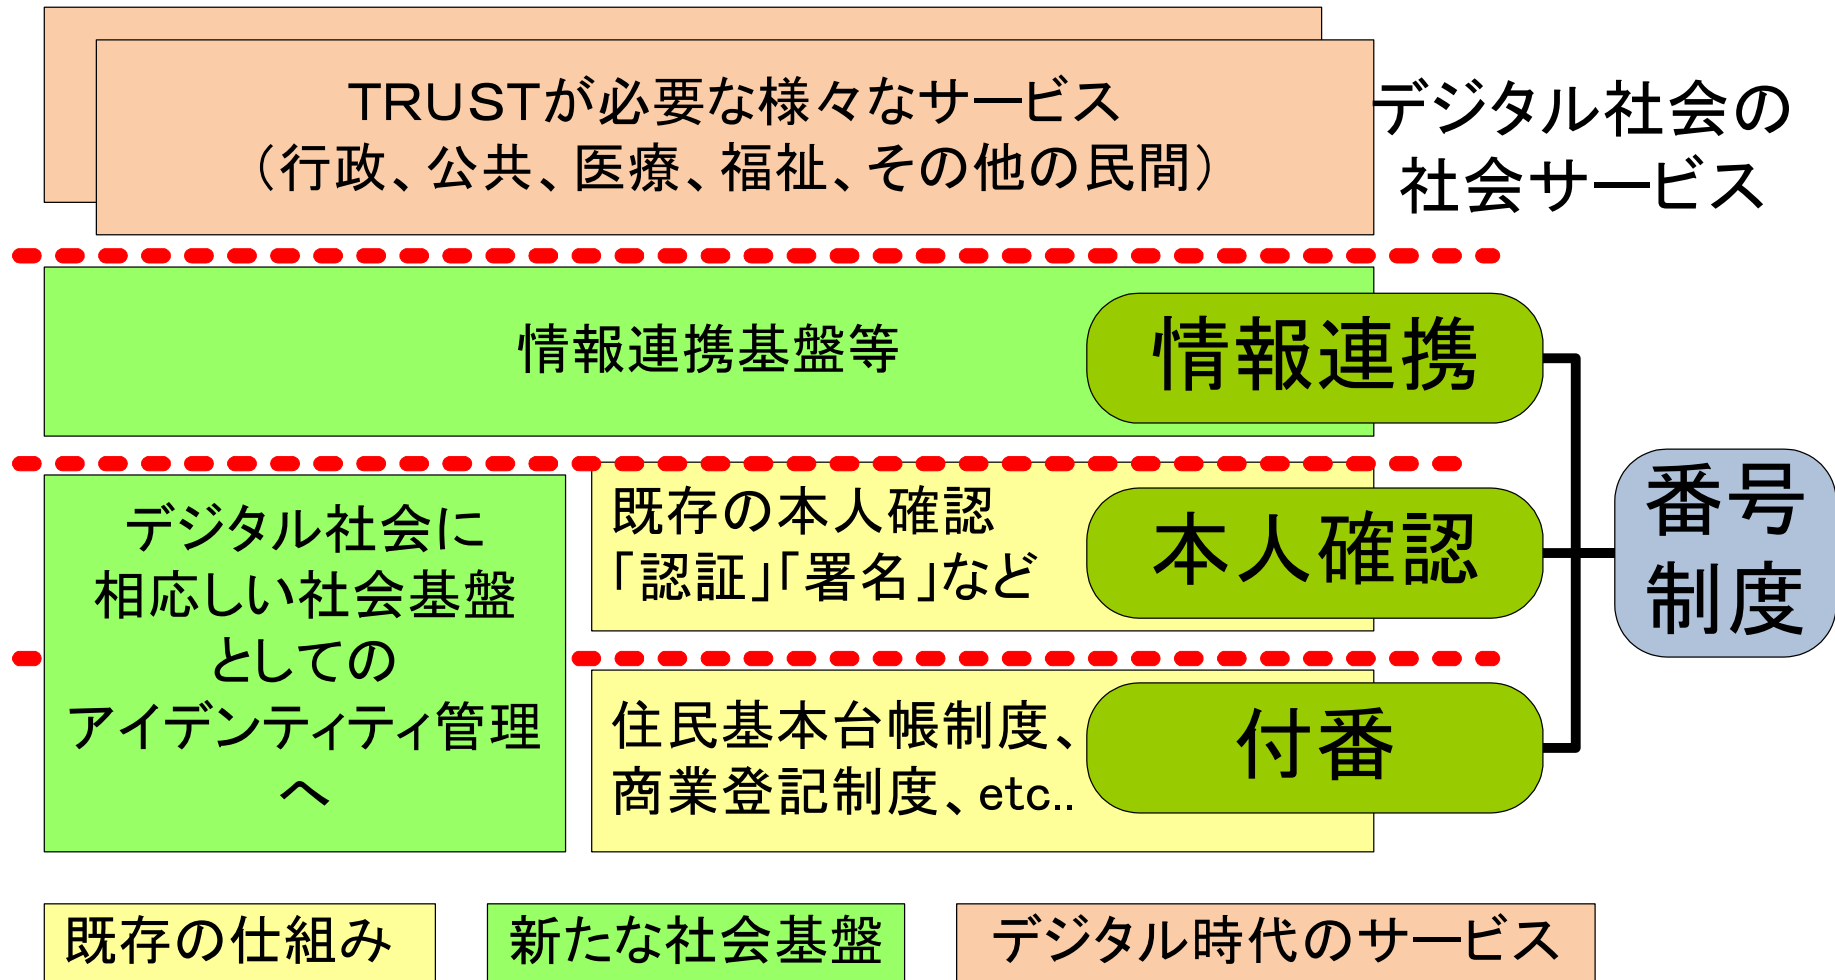 TRUSTが必要な様々なサービス
（行政、公共、医療、福祉、その他の民間）
デジタル社会の
社会サービス
情報連携基盤等
情報連携
デジタル社会に
相応しい社会基盤
としての
アイデンティティ管理
へ
既存の本人確認
「認証」「署名」など
本人確認
番号
制度
住民基本台帳制度、
商業登記制度、etc..
付番
既存の仕組み
新たな社会基盤
デジタル時代のサービス